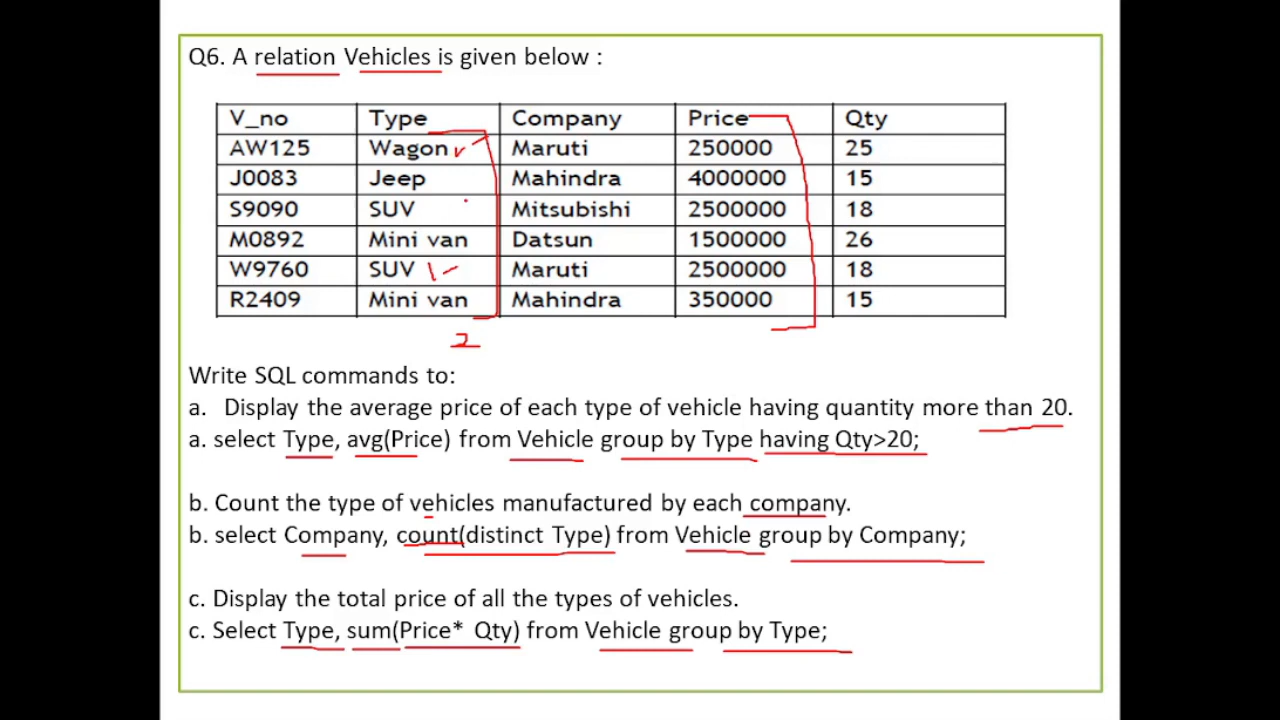 Q6. A relation Vehicles is given below :
V_no Type Company Price Qty
AW125 Wagon Maruti 250000 25
J0083 Jeep Mahindra 4000000 15
S9090 SUV Mitsubishi 2500000 18
M0892 Mini van Datsun 1500000 26
W9760 SUV Maruti 2500000 18
R2409 Mini van Mahindra 350000 15
2
Write SQL commands to:
a. Display the average price of each type of vehicle having quantity more than 20.
a. select Type, avg(Price) from Vehicle group by Type having Qty>20;
b. Count the type of vehicles manufactured by each company.
b. select Company, count(distinct Type) from Vehicle group by Company;
c. Display the total price of all the types of vehicles.
c. Select Type, sum(Price* Qty) from Vehicle group by Type;